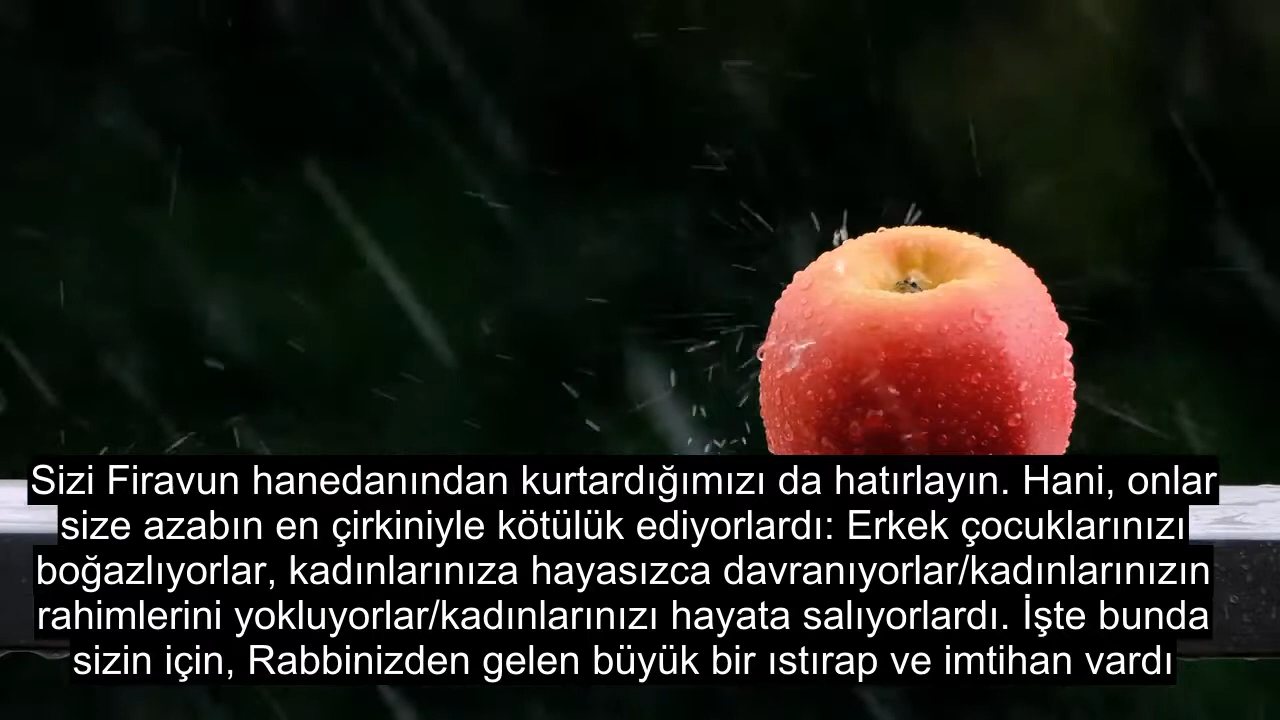 Sizi Firavun hanedanından kurtardığımızı da hatırlayın. Hani, onlar
size azabın en çirkiniyle kötülük ediyorlardı: Erkek çocuklarınızı
boğazlıyorlar, kadınlarınıza hayasızca davranıyorlar/kadınlarınızın
rahimlerini yokluyorlar/kadınlarınızı hayata salıyorlardı. İşte bunda
sizin için, Rabbinizden gelen büyük bir ıstırap ve imtihan vardı